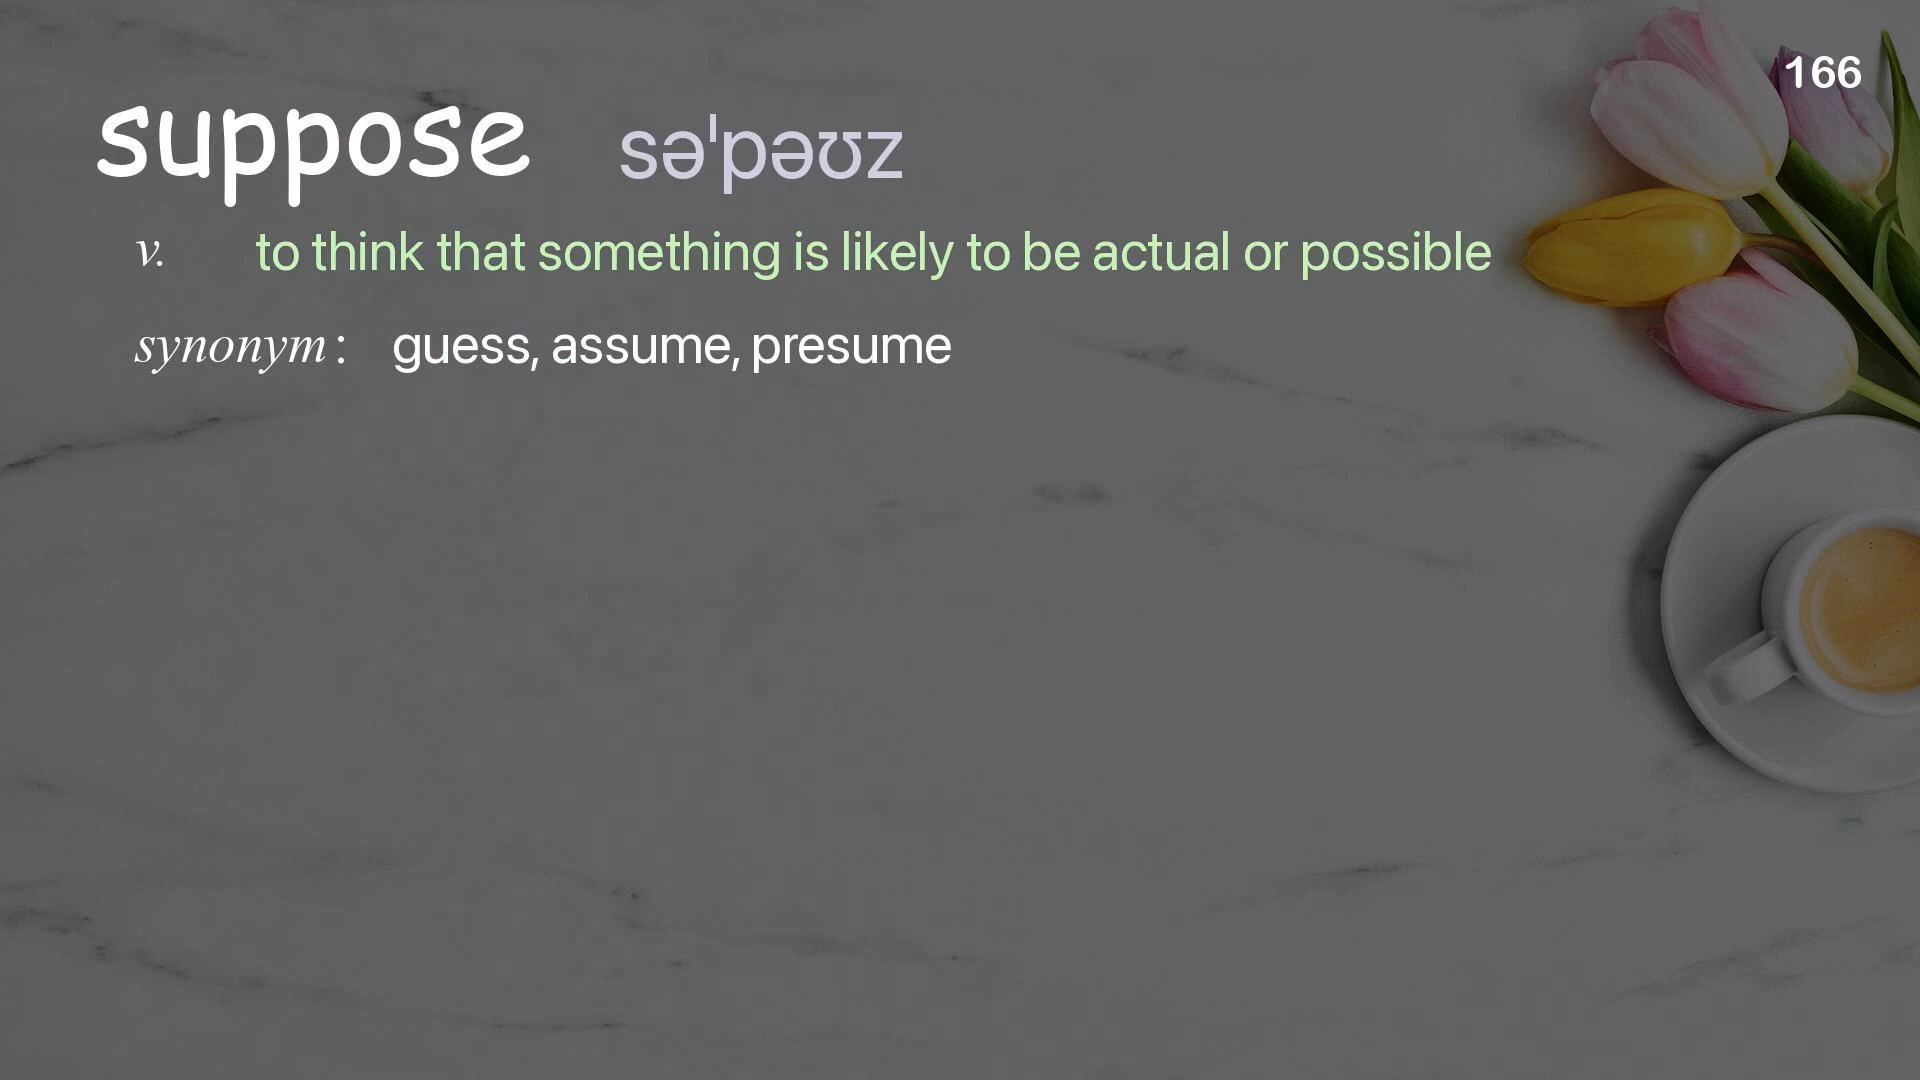 166
suppose səˈpəʊz
v. to think that something is likely to be actual or possible
synonym : guess, assume, presume